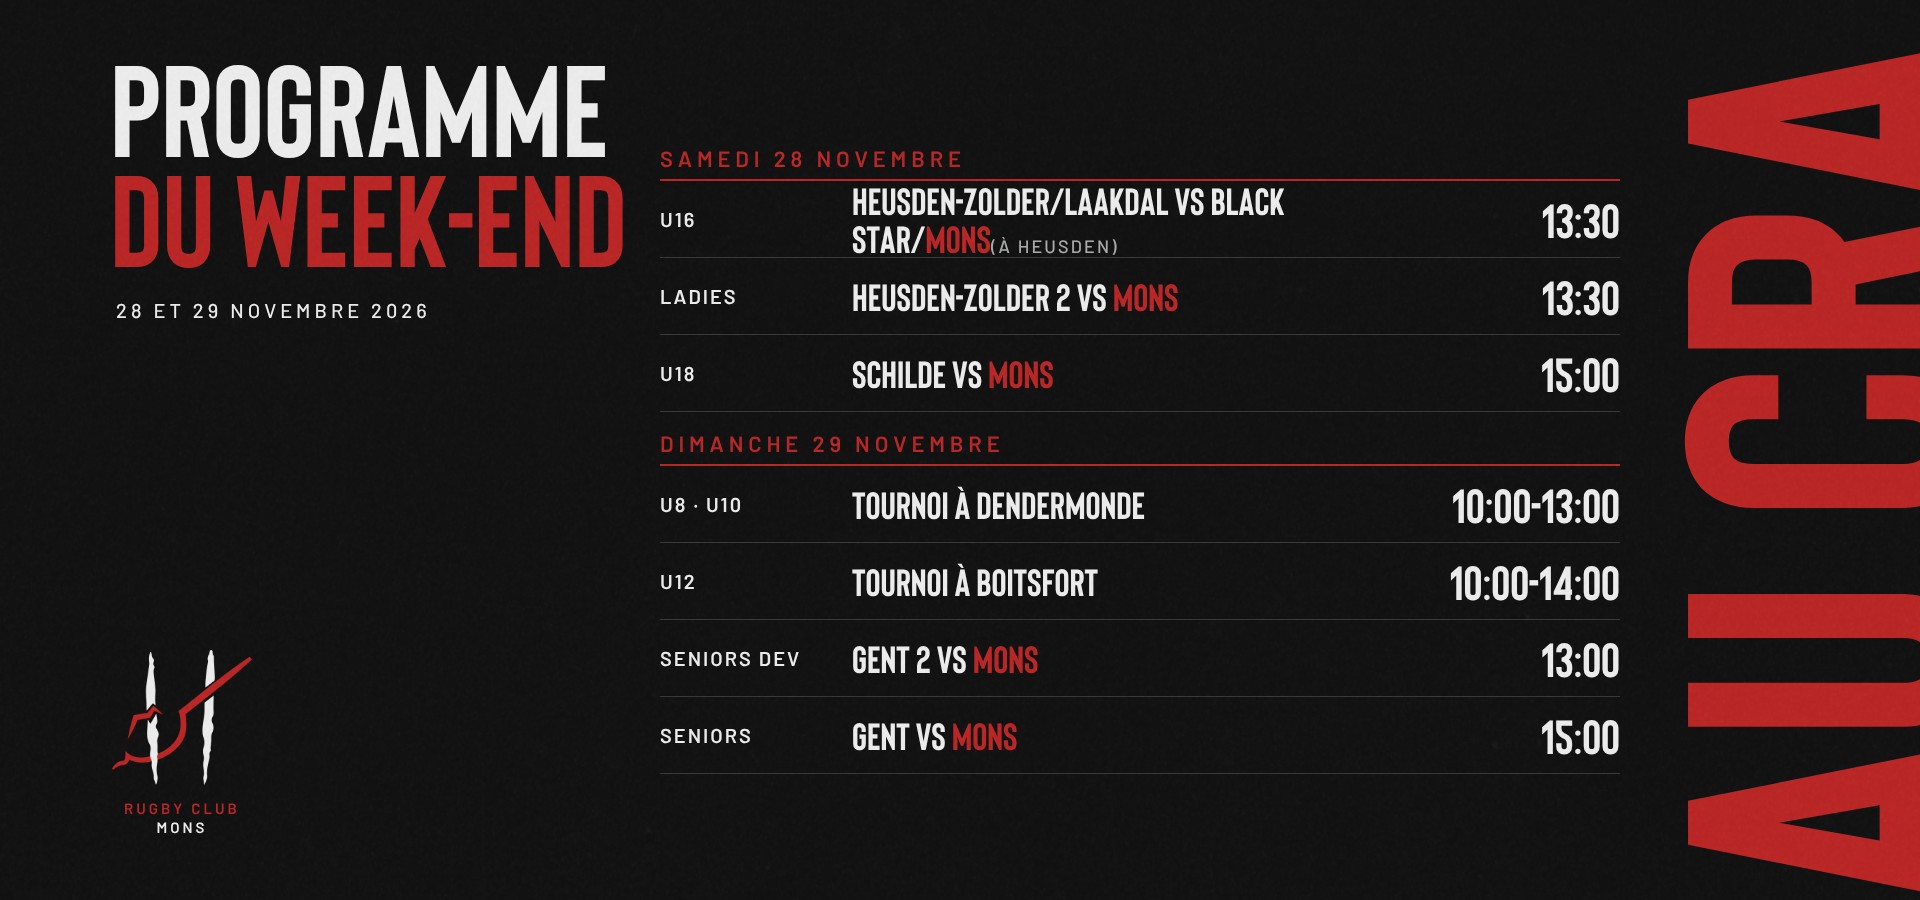 PROGRAMME
DU WEEK-END
28 ET 29 NOVEMBRE 2026
SAMEDI 28 NOVEMBRE
U16 HEUSDEN-ZOLDER/LAAKDAL VS BLACK
STAR/MONS(À HEUSDEN) 13:30
LADIES HEUSDEN-ZOLDER 2 VS MONS 13:30
U18 SCHILDE VS MONS 15:00
DIMANCHE 29 NOVEMBRE
U8 · U10 TOURNOI À DENDERMONDE 10:00-13:00
U12 TOURNOI À BOITSFORT 10:00-14:00
SENIORS DEV GENT 2 VS MONS 13:00
SENIORS GENT VS MONS 15:00
RUGBY CLUB
MONS
AU CRA